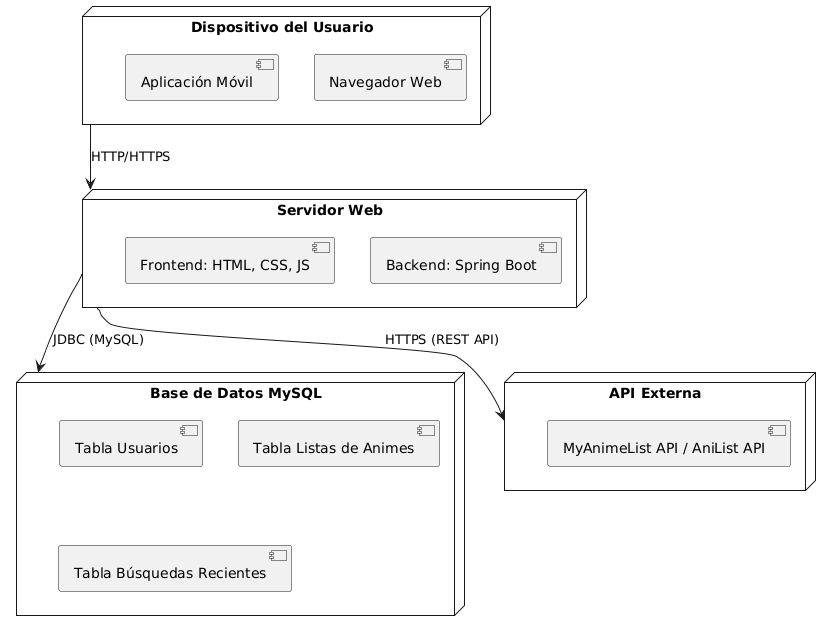 Dispositivo del Usuario
Aplicación Móvil
Navegador Web
HTTP/HTTPS
Servidor Web
Frontend: HTML, CSS, JS
Backend: Spring Boot
JDBC (MySQL)
HTTPS (REST API)
Base de Datos MySQL
Tabla Usuarios
Tabla Listas de Animes
Tabla Búsquedas Recientes
API Externa
MyAnimeList API / AniList API